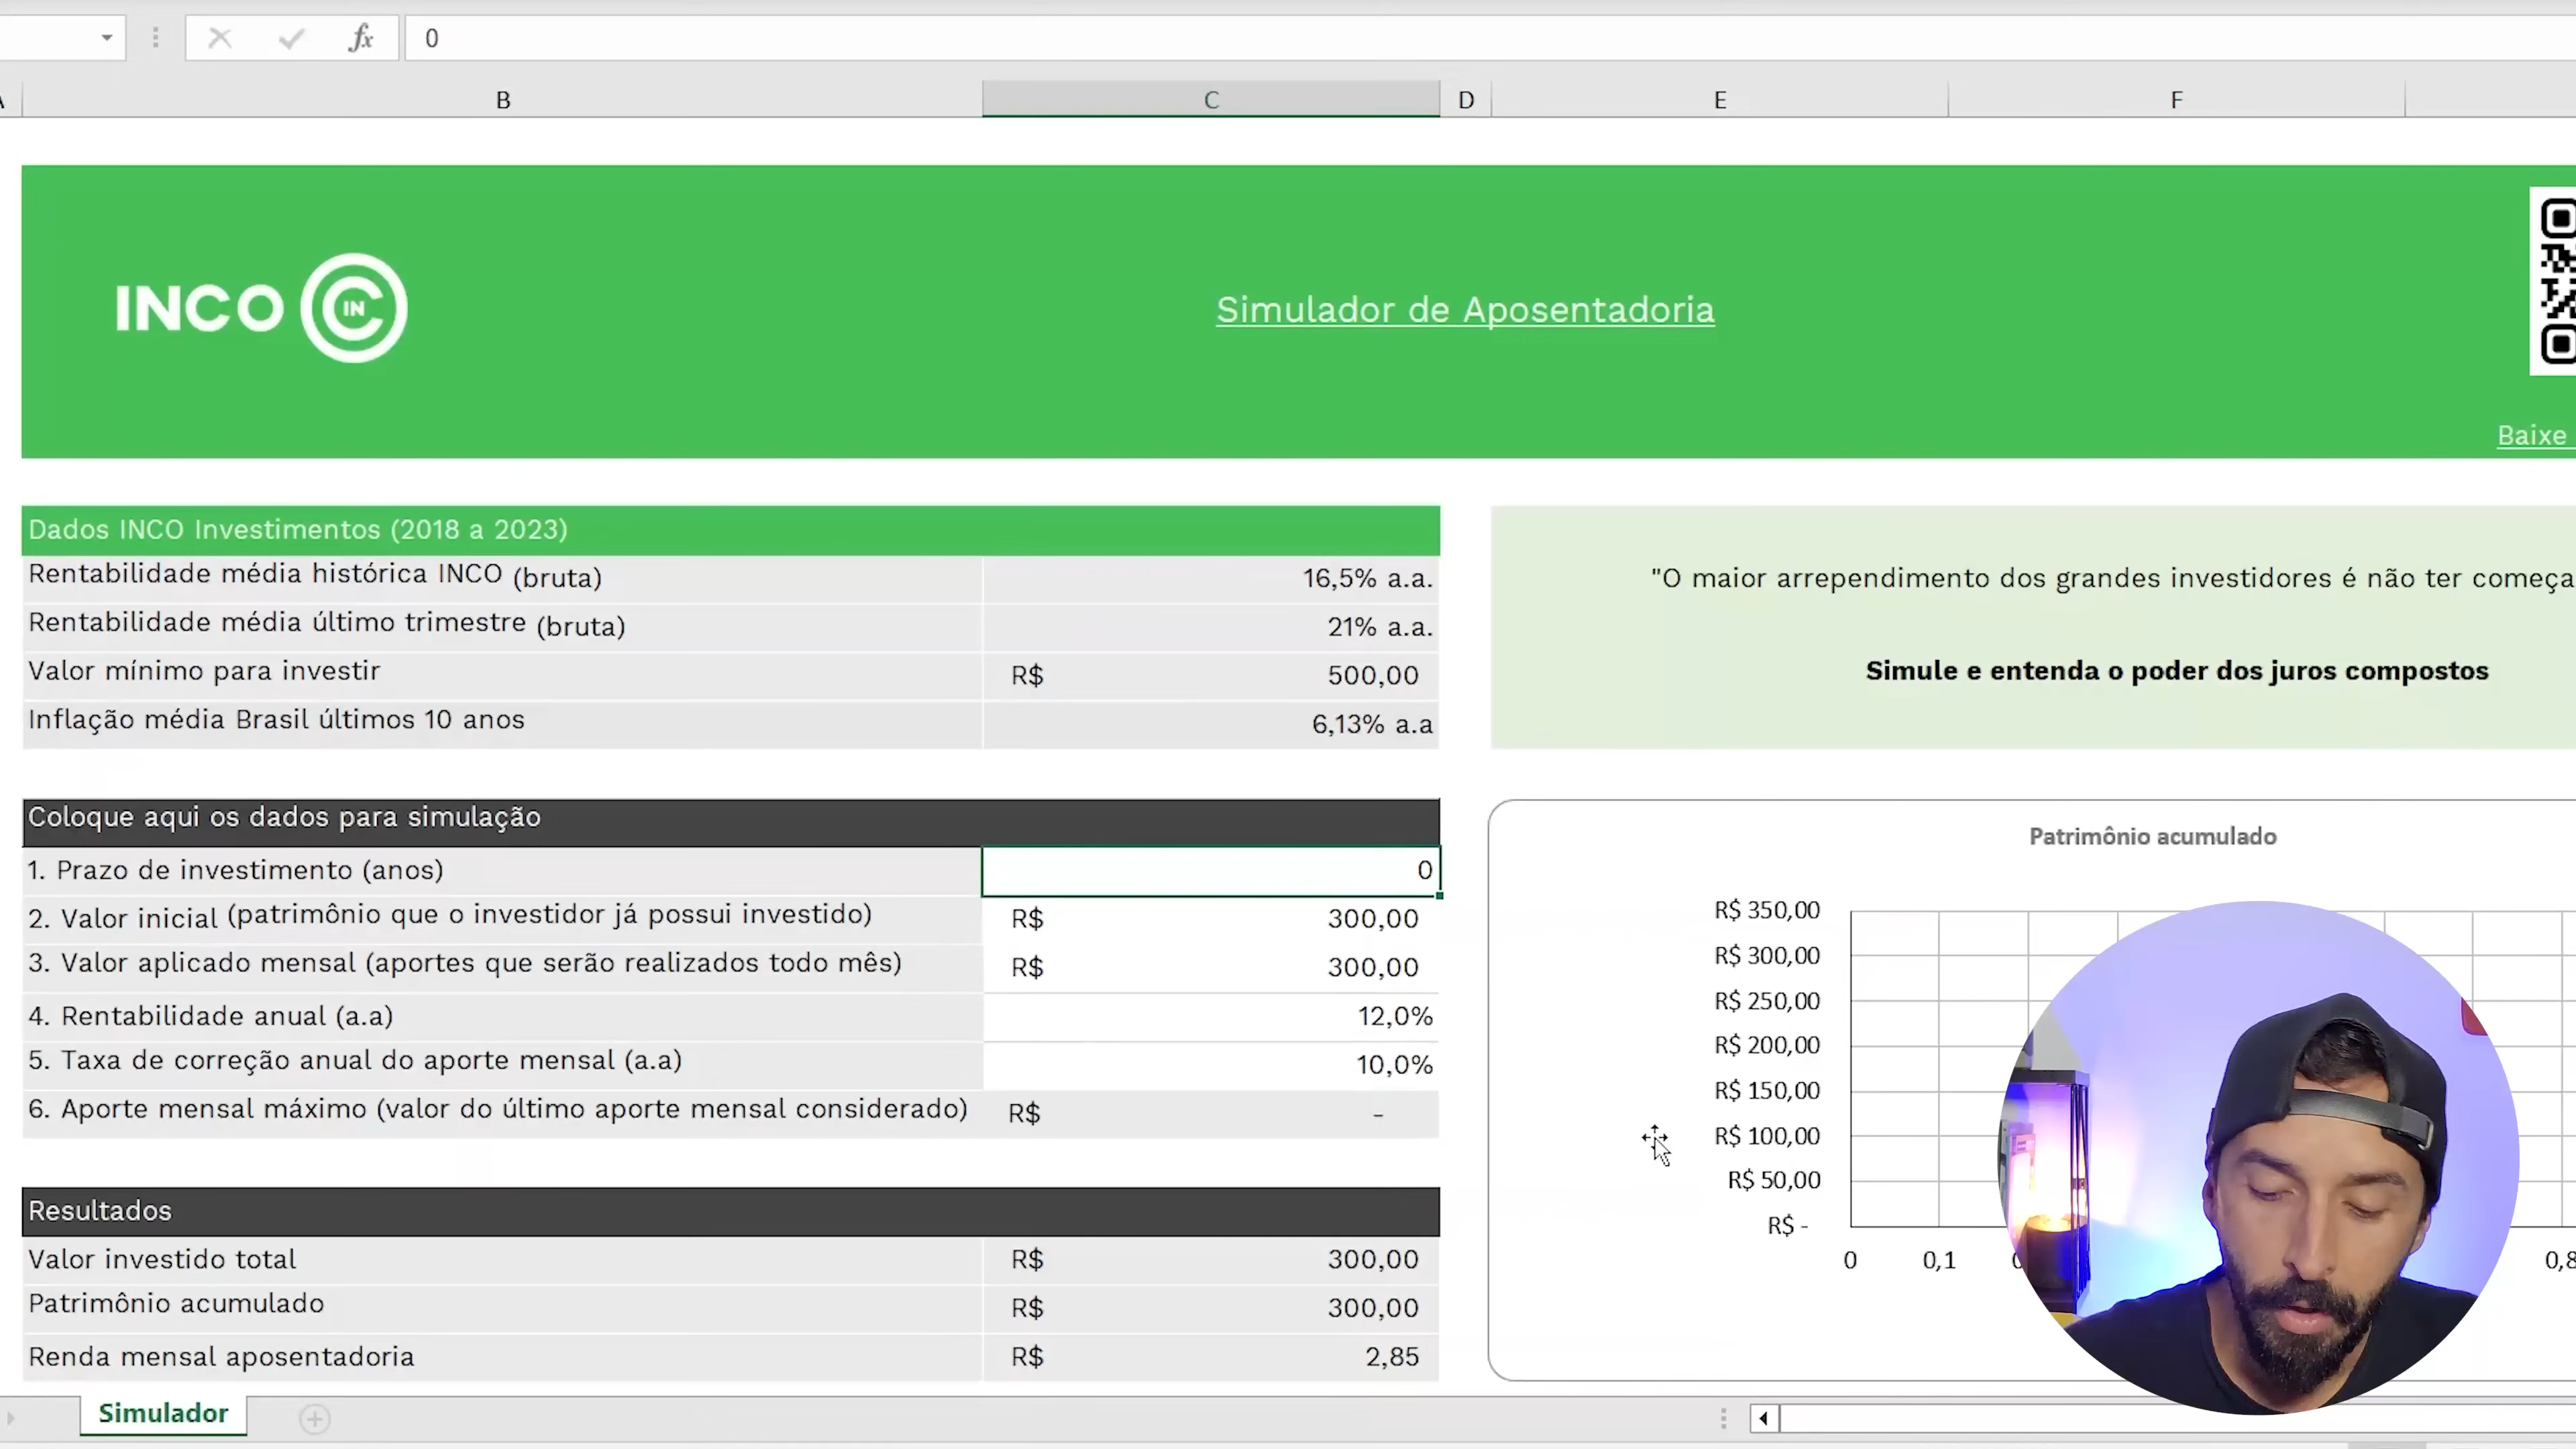 0
B C D E F
INCO IN
Simulador de Aposentadoria
Baixe
Dados INCO Investimentos (2018 a 2023)
Rentabilidade média histórica INCO (bruta) 16,5% a.a.
Rentabilidade média último trimestre (bruta) 21% a.a.
Valor mínimo para investir R$ 500,00
Inflação média Brasil últimos 10 anos 6,13% a.a
"O maior arrependimento dos grandes investidores é não ter começa
Simule e entenda o poder dos juros compostos
Coloque aqui os dados para simulação
1. Prazo de investimento (anos) 0
2. Valor inicial (patrimônio que o investidor já possui investido) R$ 300,00
3. Valor aplicado mensal (aportes que serão realizados todo mês) R$ 300,00
4. Rentabilidade anual (a.a) 12,0%
5. Taxa de correção anual do aporte mensal (a.a) 10,0%
6. Aporte mensal máximo (valor do último aporte mensal considerado) R$ -
Resultados
Valor investido total R$ 300,00
Patrimônio acumulado R$ 300,00
Renda mensal aposentadoria R$ 2,85
Patrimônio acumulado
R$ 350,00
R$ 300,00
R$ 250,00
R$ 200,00
R$ 150,00
R$ 100,00
R$ 50,00
R$ -
0 0,1 0,8
Simulador